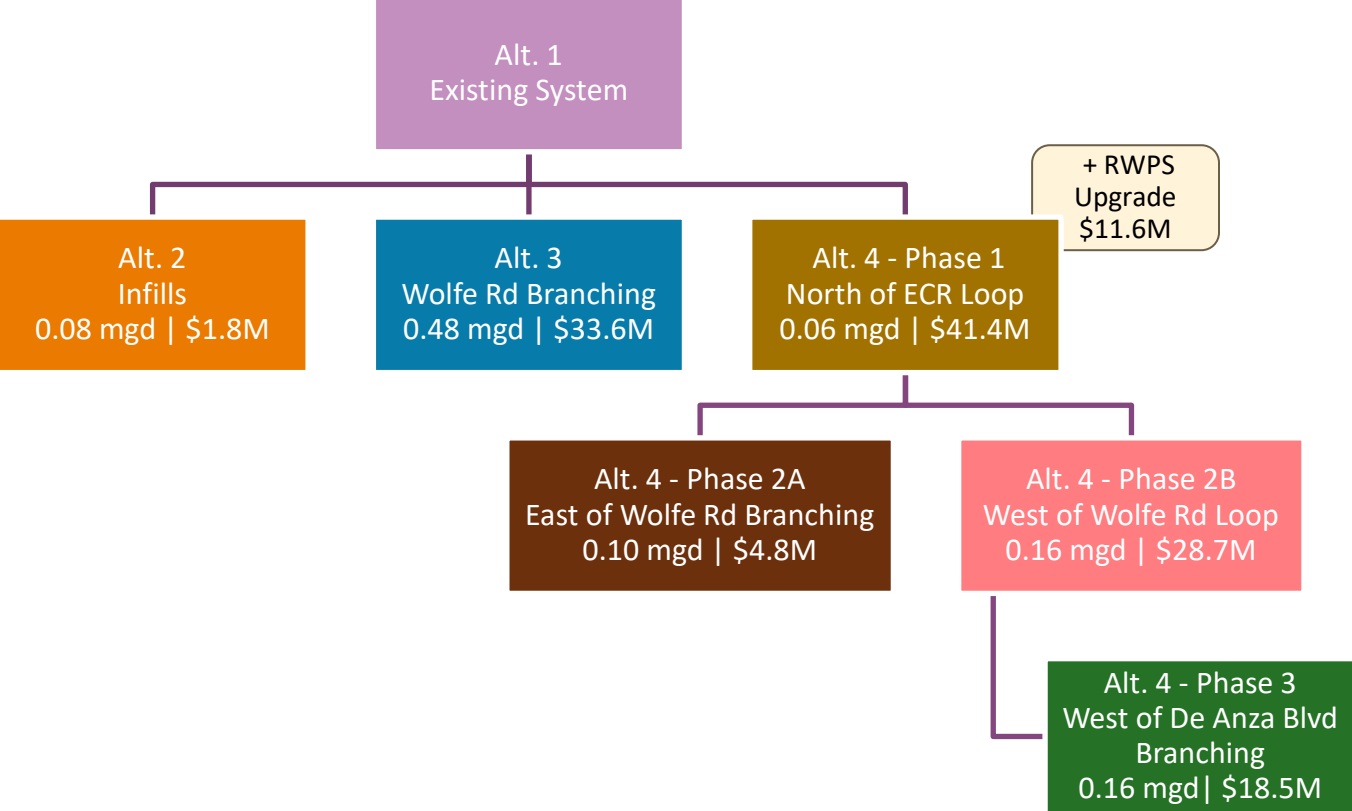 Alt. 1
Existing System
+ RWPS
Upgrade
$11.6M
Alt. 2
Infills
0.08 mgd | $1.8M
Alt. 3
Wolfe Rd Branching
0.48 mgd | $33.6M
Alt. 4 - Phase 1
North of ECR Loop
0.06 mgd | $41.4M
Alt. 4 - Phase 2A
East of Wolfe Rd Branching
0.10 mgd | $4.8M
Alt. 4 - Phase 2B
West of Wolfe Rd Loop
0.16 mgd | $28.7M
Alt. 4 - Phase 3
West of De Anza Blvd
Branching
0.16 mgd| $18.5M